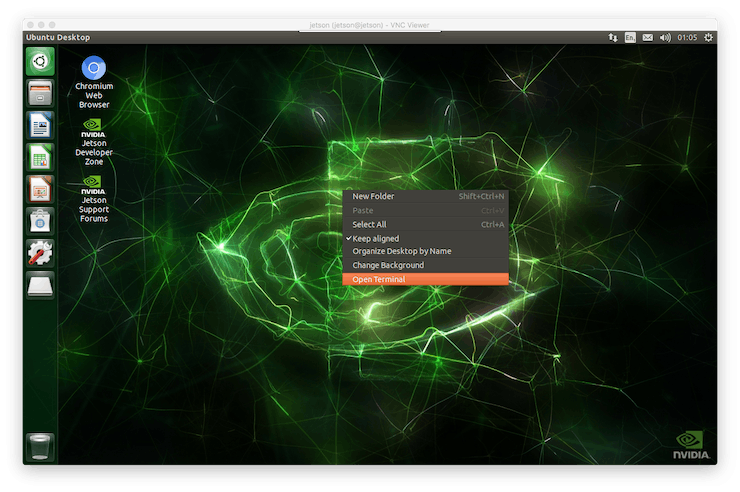 jetson (jetson@jetson) – VNC Viewer
Ubuntu Desktop
En
01:05
Chromium
Web
Browser
NVIDIA
Jetson
Developer
Zone
NVIDIA
Jetson
Support
Forums
New Folder Shift+Ctrl+N
Paste Ctrl+V
Select All Ctrl+A
Keep aligned
Organize Desktop by Name
Change Background
Open Terminal
NVIDIA